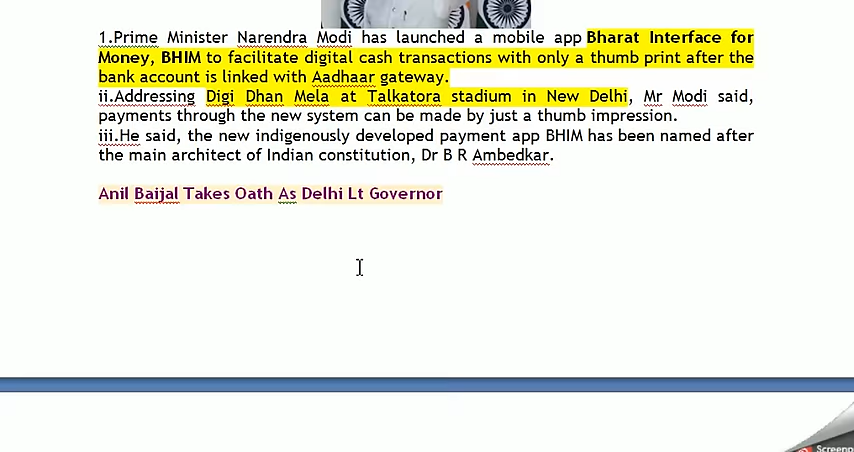 1.Prime Minister Narendra Modi has launched a mobile app Bharat Interface for
Money, BHIM to facilitate digital cash transactions with only a thumb print after the
bank account is linked with Aadhaar gateway.
ii.Addressing Digi Dhan Mela at Talkatora stadium in New Delhi, Mr Modi said,
payments through the new system can be made by just a thumb impression.
iii.He said, the new indigenously developed payment app BHIM has been named after
the main architect of Indian constitution, Dr B R Ambedkar.
Anil Baijal Takes Oath As Delhi Lt Governor